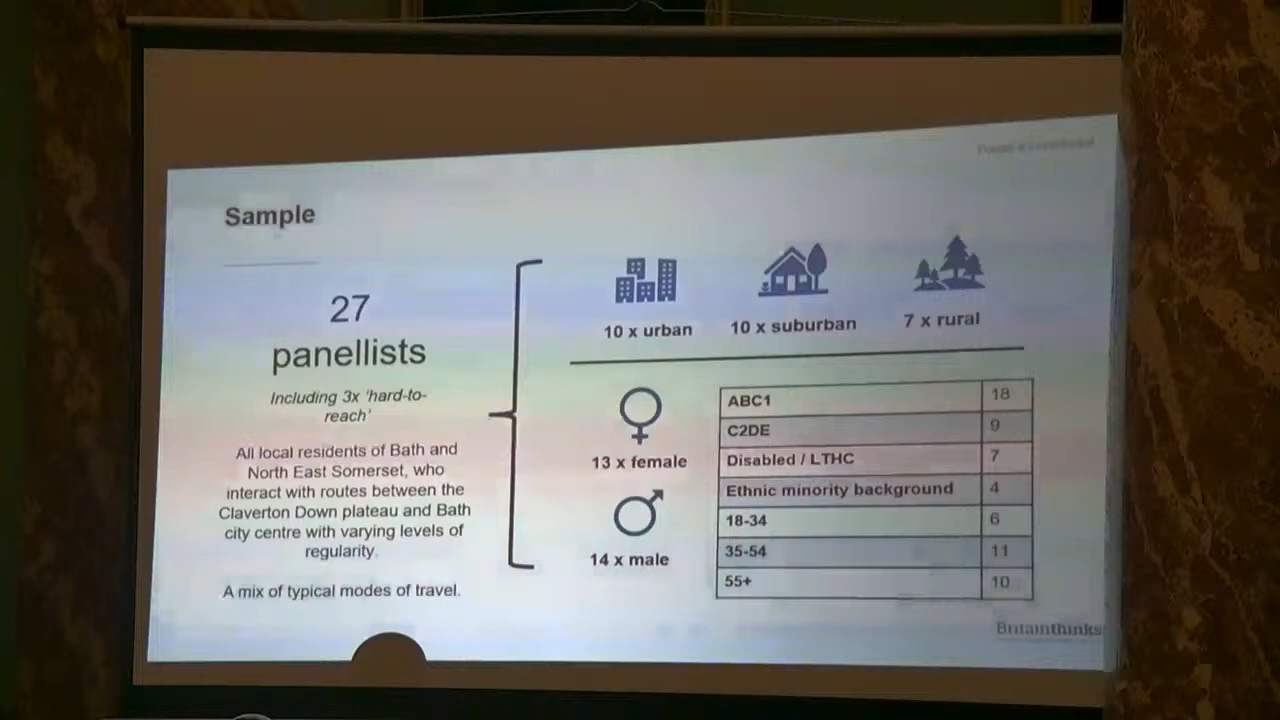 Sample
27
panellists
Including 3x ‘hard-to-
reach’
All local residents of Bath and
North East Somerset, who
interact with routes between the
Claverton Down plateau and Bath
city centre with varying levels of
regularity.
A mix of typical modes of travel.
10 x urban
10 x suburban
7 x rural
13 x female
14 x male
ABC1 18
C2DE 9
Disabled / LTHC 7
Ethnic minority background 4
18-34 6
35-54 11
55+ 10
Britainthinks